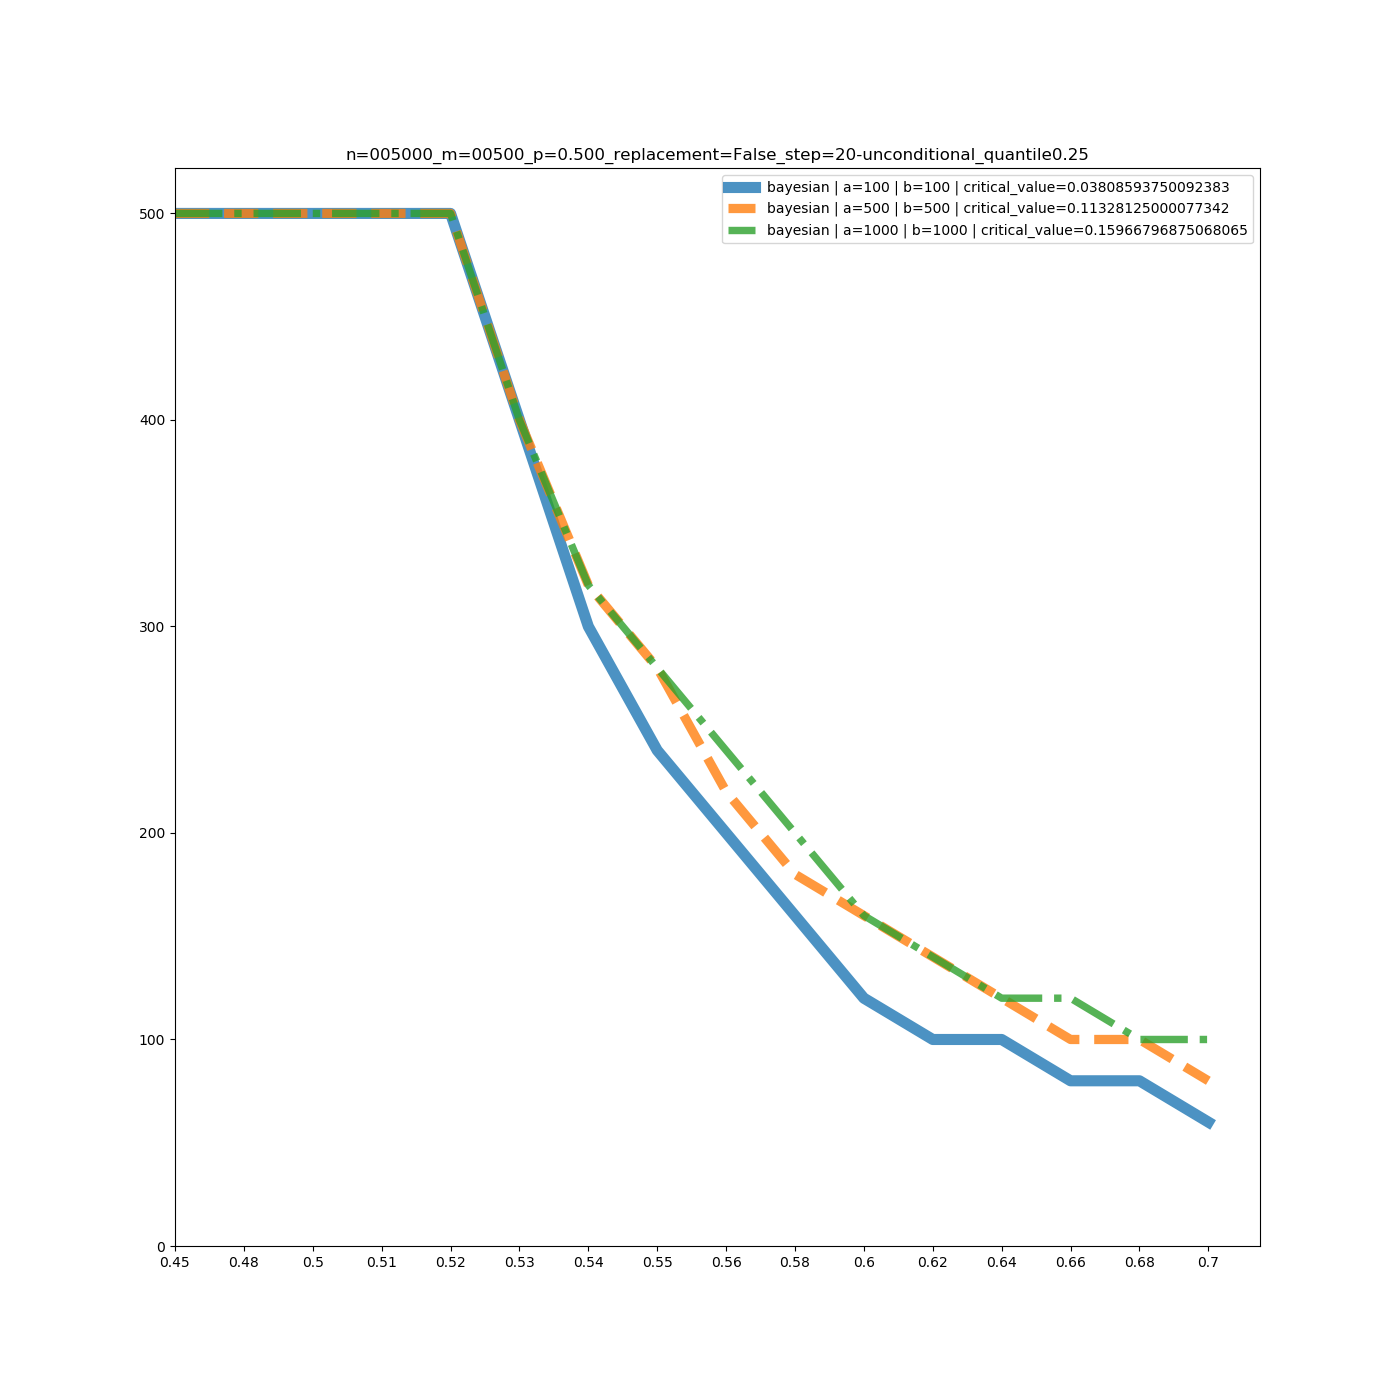 n=005000_m=00500_p=0.500_replacement=False_step=20-unconditional_quantile0.25
bayesian | a=100 | b=100 | critical_value=0.03808593750092383
bayesian | a=500 | b=500 | critical_value=0.11328125000077342
bayesian | a=1000 | b=1000 | critical_value=0.15966796875068065
500
400
300
200
100
0
0.45 0.48 0.5 0.51 0.52 0.53 0.54 0.55 0.56 0.58 0.6 0.62 0.64 0.66 0.68 0.7